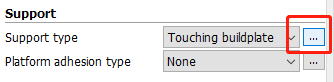 Support
Support type Touching buildplate ...
Platform adhesion type None ...